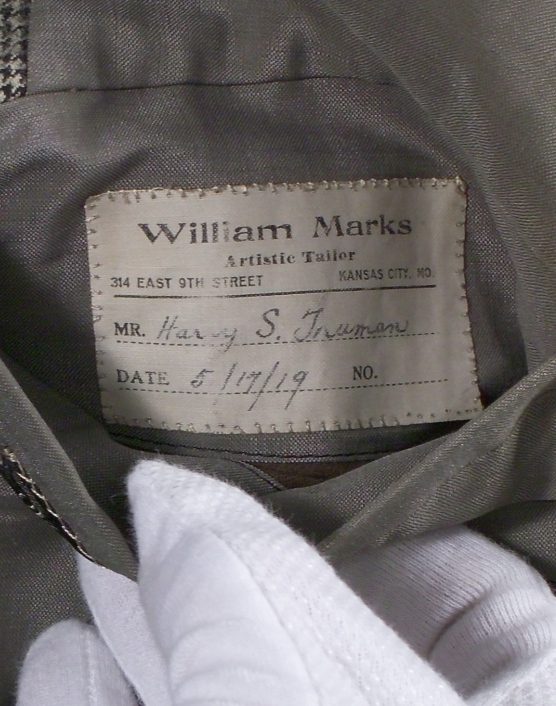 William Marks
Artistic Tailor
314 EAST 9TH STREET KANSAS CITY, MO.
MR. Harry S. Truman
DATE 5/17/19 NO.